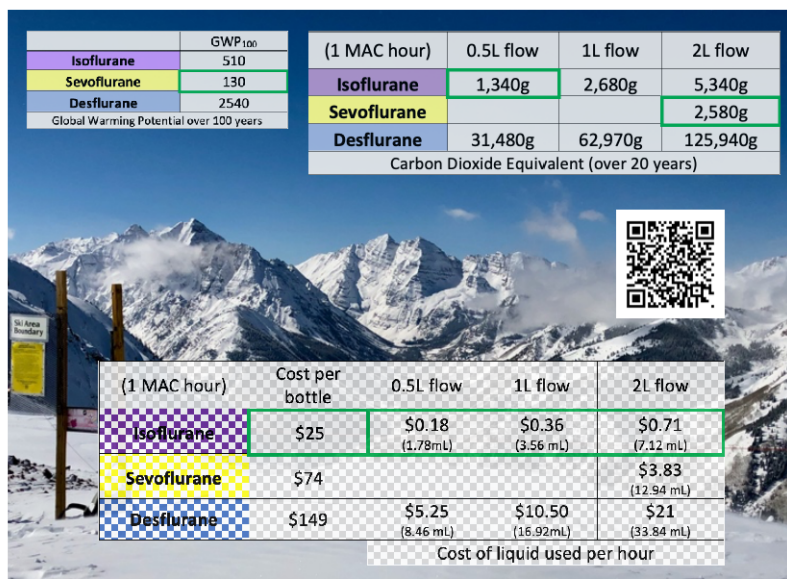 GWP100
Isoflurane 510
Sevoflurane 130
Desflurane 2540
Global Warming Potential over 100 years
(1 MAC hour) 0.5L flow 1L flow 2L flow
Isoflurane 1,340g 2,680g 5,340g
Sevoflurane 2,580g
Desflurane 31,480g 62,970g 125,940g
Carbon Dioxide Equivalent (over 20 years)
Ski Area
Boundary
(1 MAC hour) Cost per bottle 0.5L flow 1L flow 2L flow
Isoflurane $25 $0.18 $0.36 $0.71
(1.78mL) (3.56 mL) (7.12 mL)
Sevoflurane $74 $3.83
(12.94 mL)
Desflurane $149 $5.25 $10.50 $21
(8.46 mL) (16.92mL) (33.84 mL)
Cost of liquid used per hour